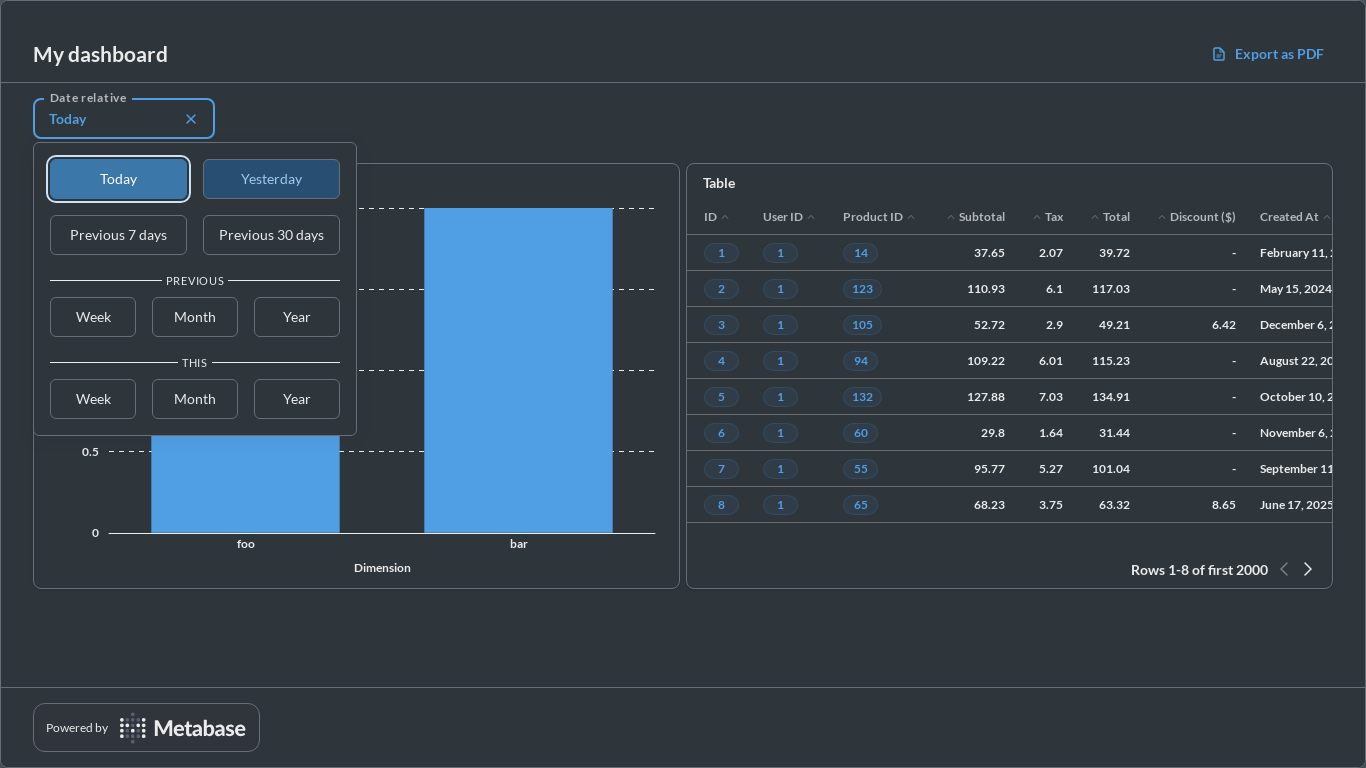 My dashboard
Export as PDF
Date relative
Today
Today Yesterday
Previous 7 days Previous 30 days
PREVIOUS
Week Month Year
THIS
Week Month Year
0.5
0
foo bar
Dimension
Table
ID User ID Product ID Subtotal Tax Total Discount ($) Created At
1 1 14 37.65 2.07 39.72 - February 11,
2 1 123 110.93 6.1 117.03 - May 15, 2024
3 1 105 52.72 2.9 49.21 6.42 December 6,
4 1 94 109.22 6.01 115.23 - August 22,
5 1 132 127.88 7.03 134.91 - October 10,
6 1 60 29.8 1.64 31.44 - November 6,
7 1 55 95.77 5.27 101.04 - September 11
8 1 65 68.23 3.75 63.32 8.65 June 17, 2025
Rows 1-8 of first 2000
Powered by Metabase